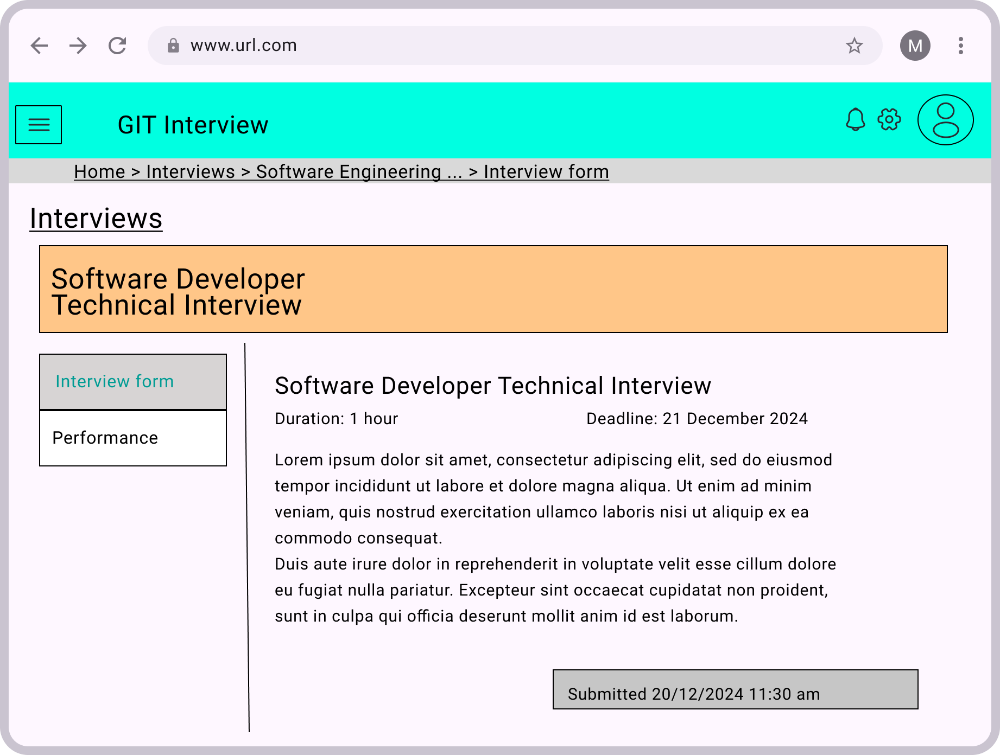 www.url.com
M
GIT Interview
Home > Interviews > Software Engineering ... > Interview form
Interviews
Software Developer
Technical Interview
Interview form
Performance
Software Developer Technical Interview
Duration: 1 hour
Deadline: 21 December 2024
Lorem ipsum dolor sit amet, consectetur adipiscing elit, sed do eiusmod
tempor incididunt ut labore et dolore magna aliqua. Ut enim ad minim
veniam, quis nostrud exercitation ullamco laboris nisi ut aliquip ex ea
commodo consequat.
Duis aute irure dolor in reprehenderit in voluptate velit esse cillum dolore
eu fugiat nulla pariatur. Excepteur sint occaecat cupidatat non proident,
sunt in culpa qui officia deserunt mollit anim id est laborum.
Submitted 20/12/2024 11:30 am